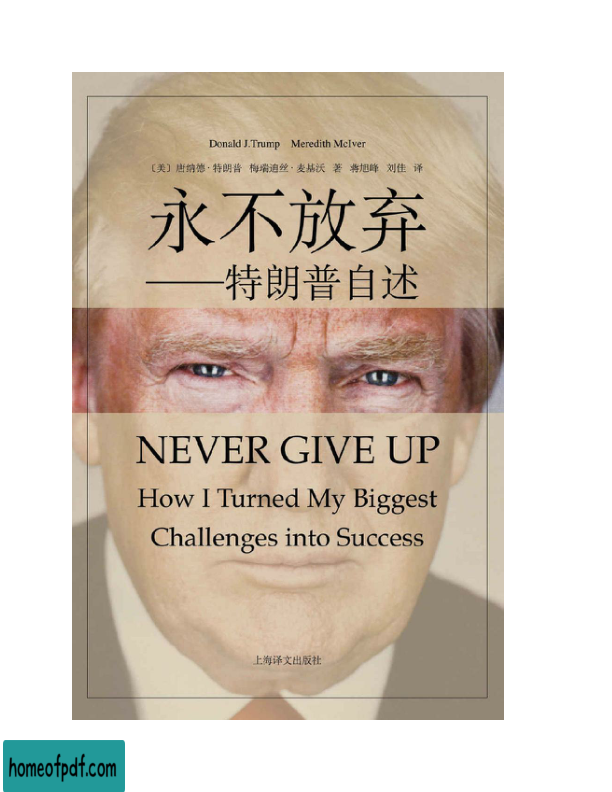 Donald J. Trump Meredith McIver
〔美〕唐纳德·特朗普 梅瑞迪丝·麦基沃 著 蒋旭峰 刘佳 译
永不放弃
——特朗普自述
NEVER GIVE UP
How I Turned My Biggest
Challenges into Success
上海译文出版社
homeofpdf.com